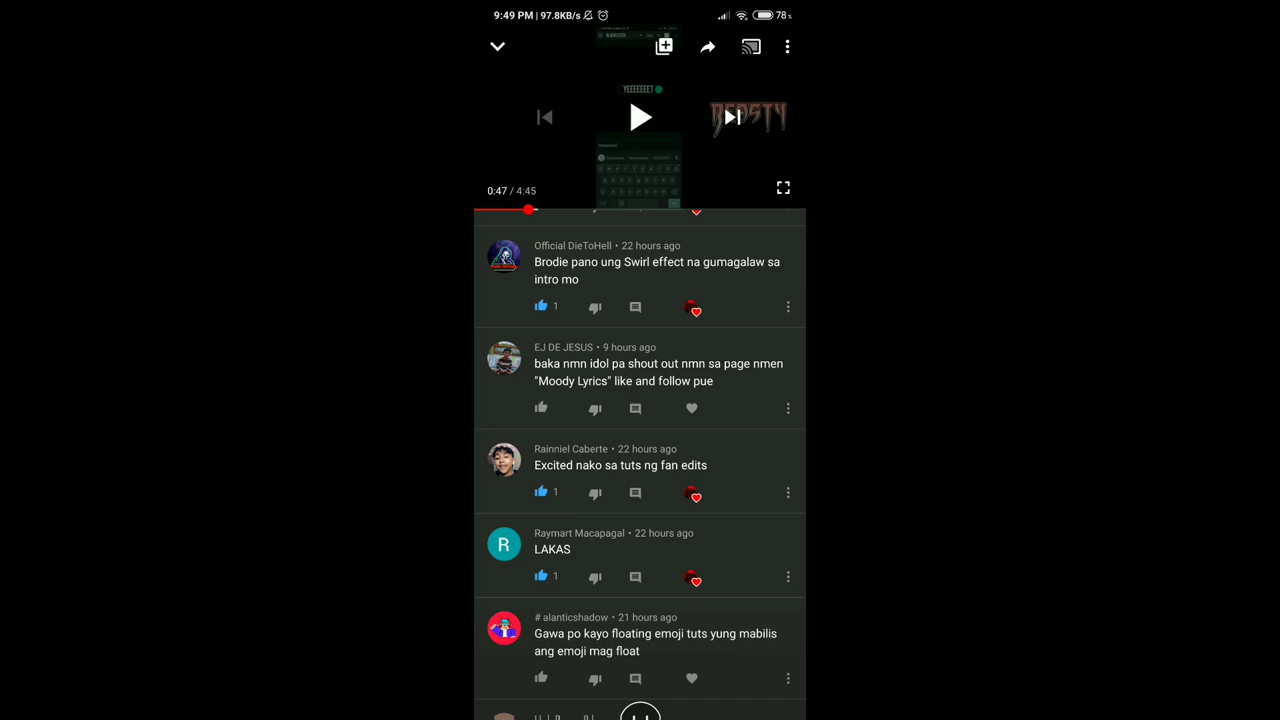 9:49 PM | 97.8KB/s
78%
YEEEEEET
BEASTY
0:47 / 4:45
Official DieToHell • 22 hours ago
Brodie pano ung Swirl effect na gumagalaw sa
intro mo
1
EJ DE JESUS • 9 hours ago
baka nmn idol pa shout out nmn sa page nmen
"Moody Lyrics" like and follow pue
Rainniel Caberte • 22 hours ago
Excited nako sa tuts ng fan edits
1
R
Raymart Macapagal • 22 hours ago
LAKAS
1
# alanticshadow • 21 hours ago
Gawa po kayo floating emoji tuts yung mabilis
ang emoji mag float